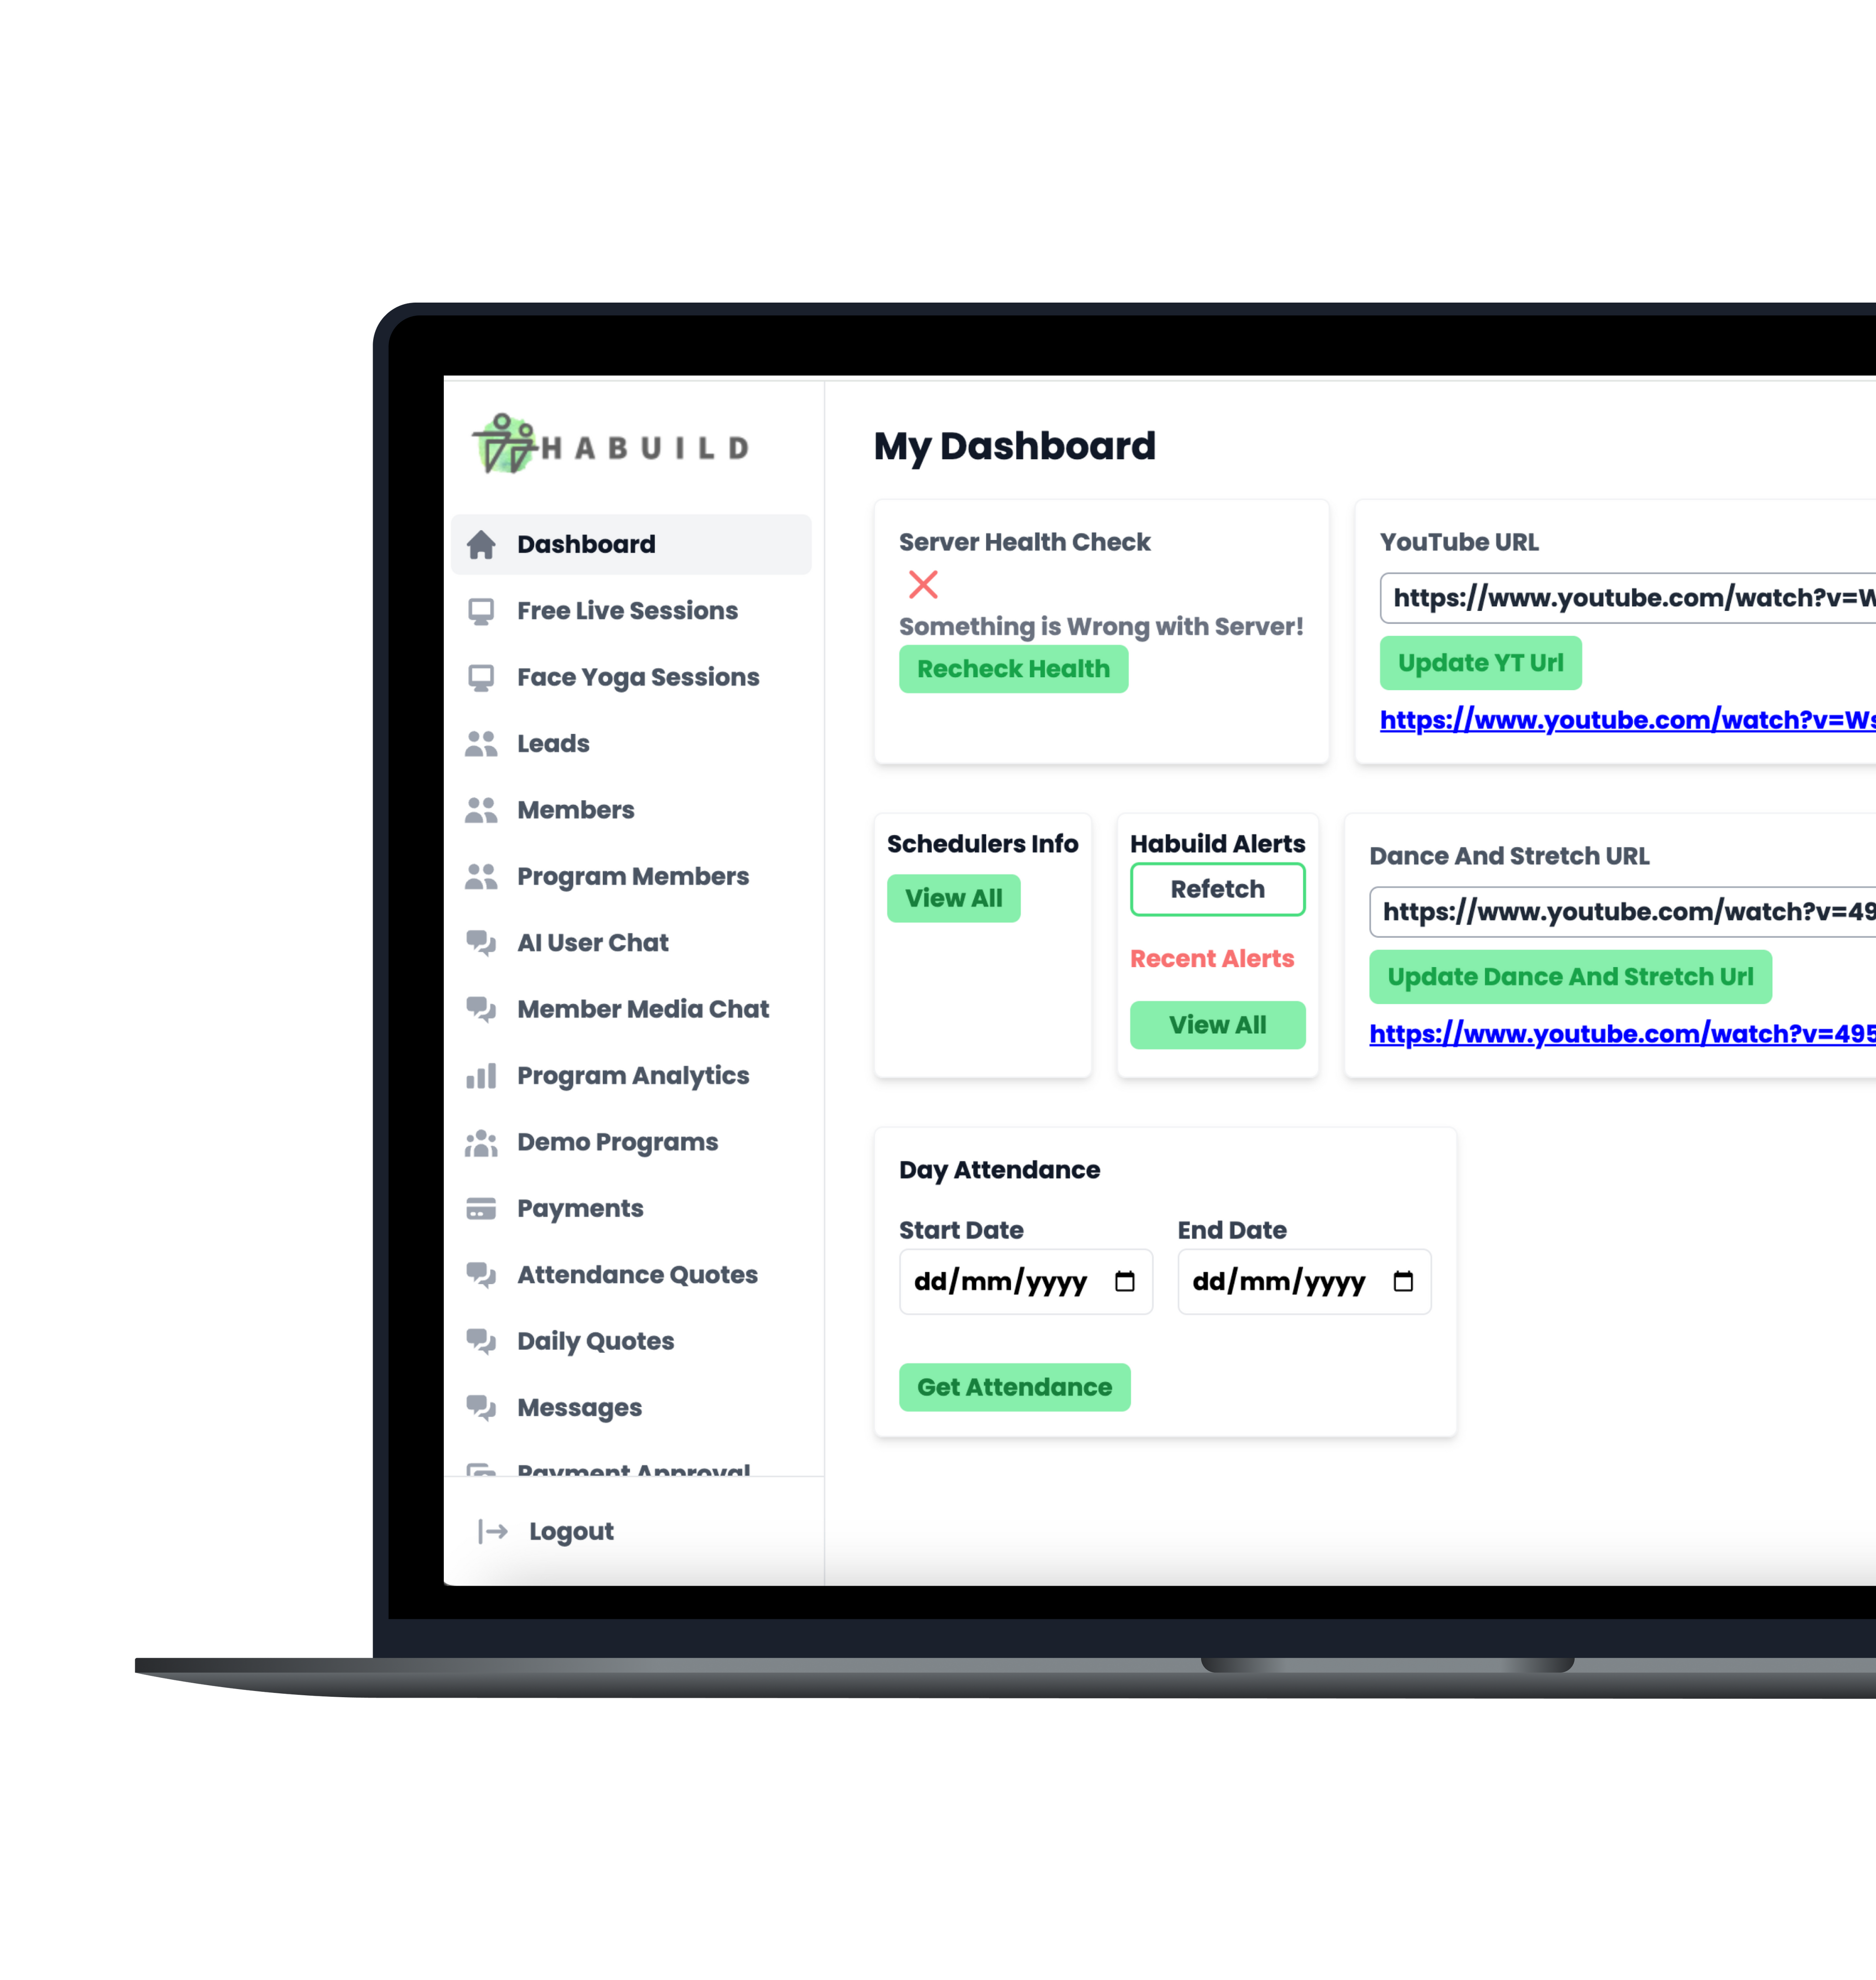 HABUILD
Dashboard
Free Live Sessions
Face Yoga Sessions
Leads
Members
Program Members
AI User Chat
Member Media Chat
Program Analytics
Demo Programs
Payments
Attendance Quotes
Daily Quotes
Messages
Payment Approval
Logout
My Dashboard
Server Health Check
Something is Wrong with Server!
Recheck Health
YouTube URL
https://www.youtube.com/watch?v=W
Update YT Url
https://www.youtube.com/watch?v=Ws
Schedulers Info
View All
Habuild Alerts
Refetch
Recent Alerts
View All
Dance And Stretch URL
https://www.youtube.com/watch?v=49
Update Dance And Stretch Url
https://www.youtube.com/watch?v=495
Day Attendance
Start Date
End Date
dd/mm/yyyy
dd/mm/yyyy
Get Attendance